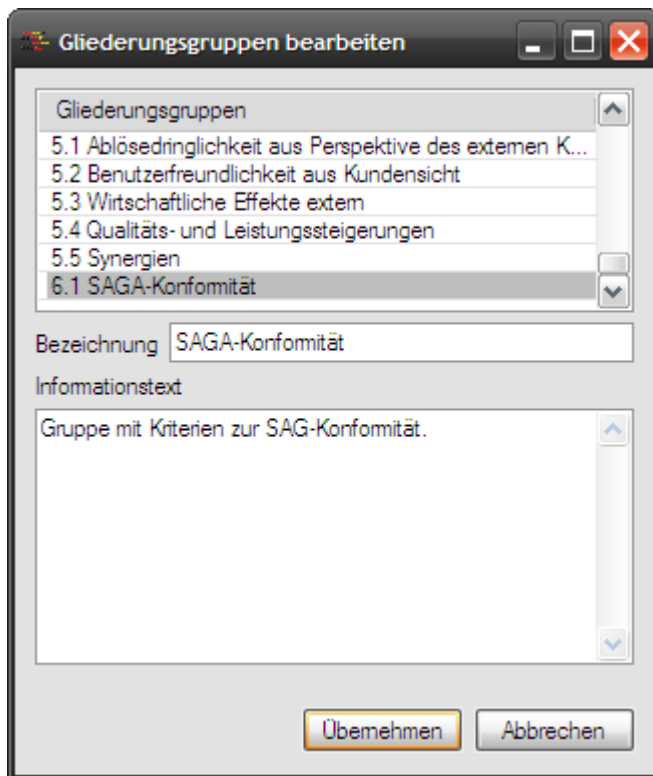 Gliederungsgruppen bearbeiten
Gliederungsgruppen
5.1 Ablösedringlichkeit aus Perspektive des externen K...
5.2 Benutzerfreundlichkeit aus Kundensicht
5.3 Wirtschaftliche Effekte extern
5.4 Qualitäts- und Leistungssteigerungen
5.5 Synergien
6.1 SAGA-Konformität
Bezeichnung SAGA-Konformität
Informationstext
Gruppe mit Kriterien zur SAG-Konformität.
Übernehmen Abbrechen